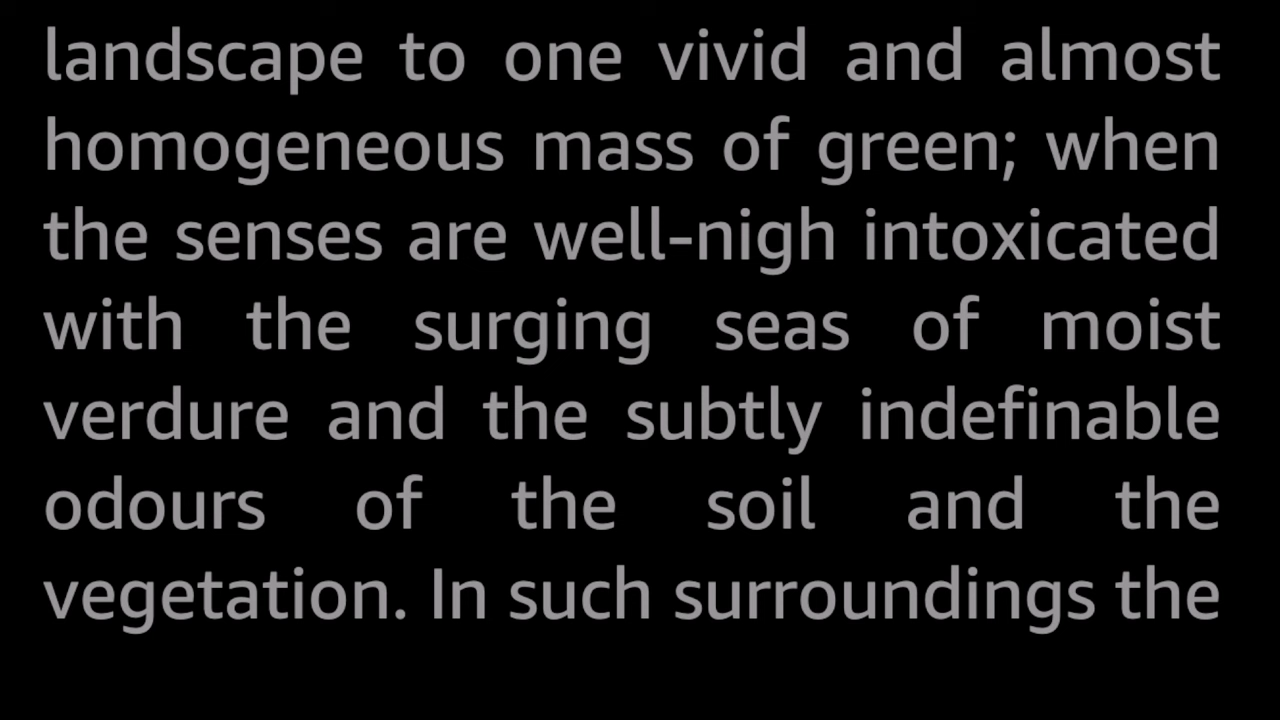 landscape to one vivid and almost
homogeneous mass of green; when
the senses are well-nigh intoxicated
with the surging seas of moist
verdure and the subtly indefinable
odours of the soil and the
vegetation. In such surroundings the